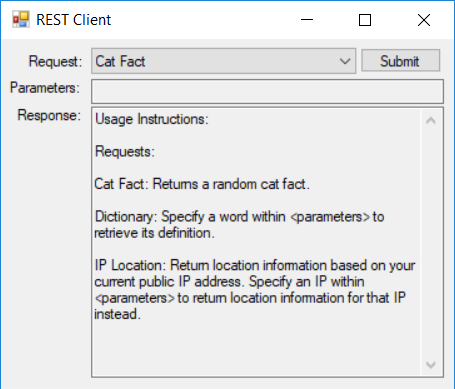 REST Client
Request: Cat Fact Submit
Parameters:
Response: Usage Instructions:
Requests:
Cat Fact: Returns a random cat fact.
Dictionary: Specify a word within <parameters> to
retrieve its definition.
IP Location: Return location information based on your
current public IP address. Specify an IP within
<parameters> to return location information for that IP
instead.